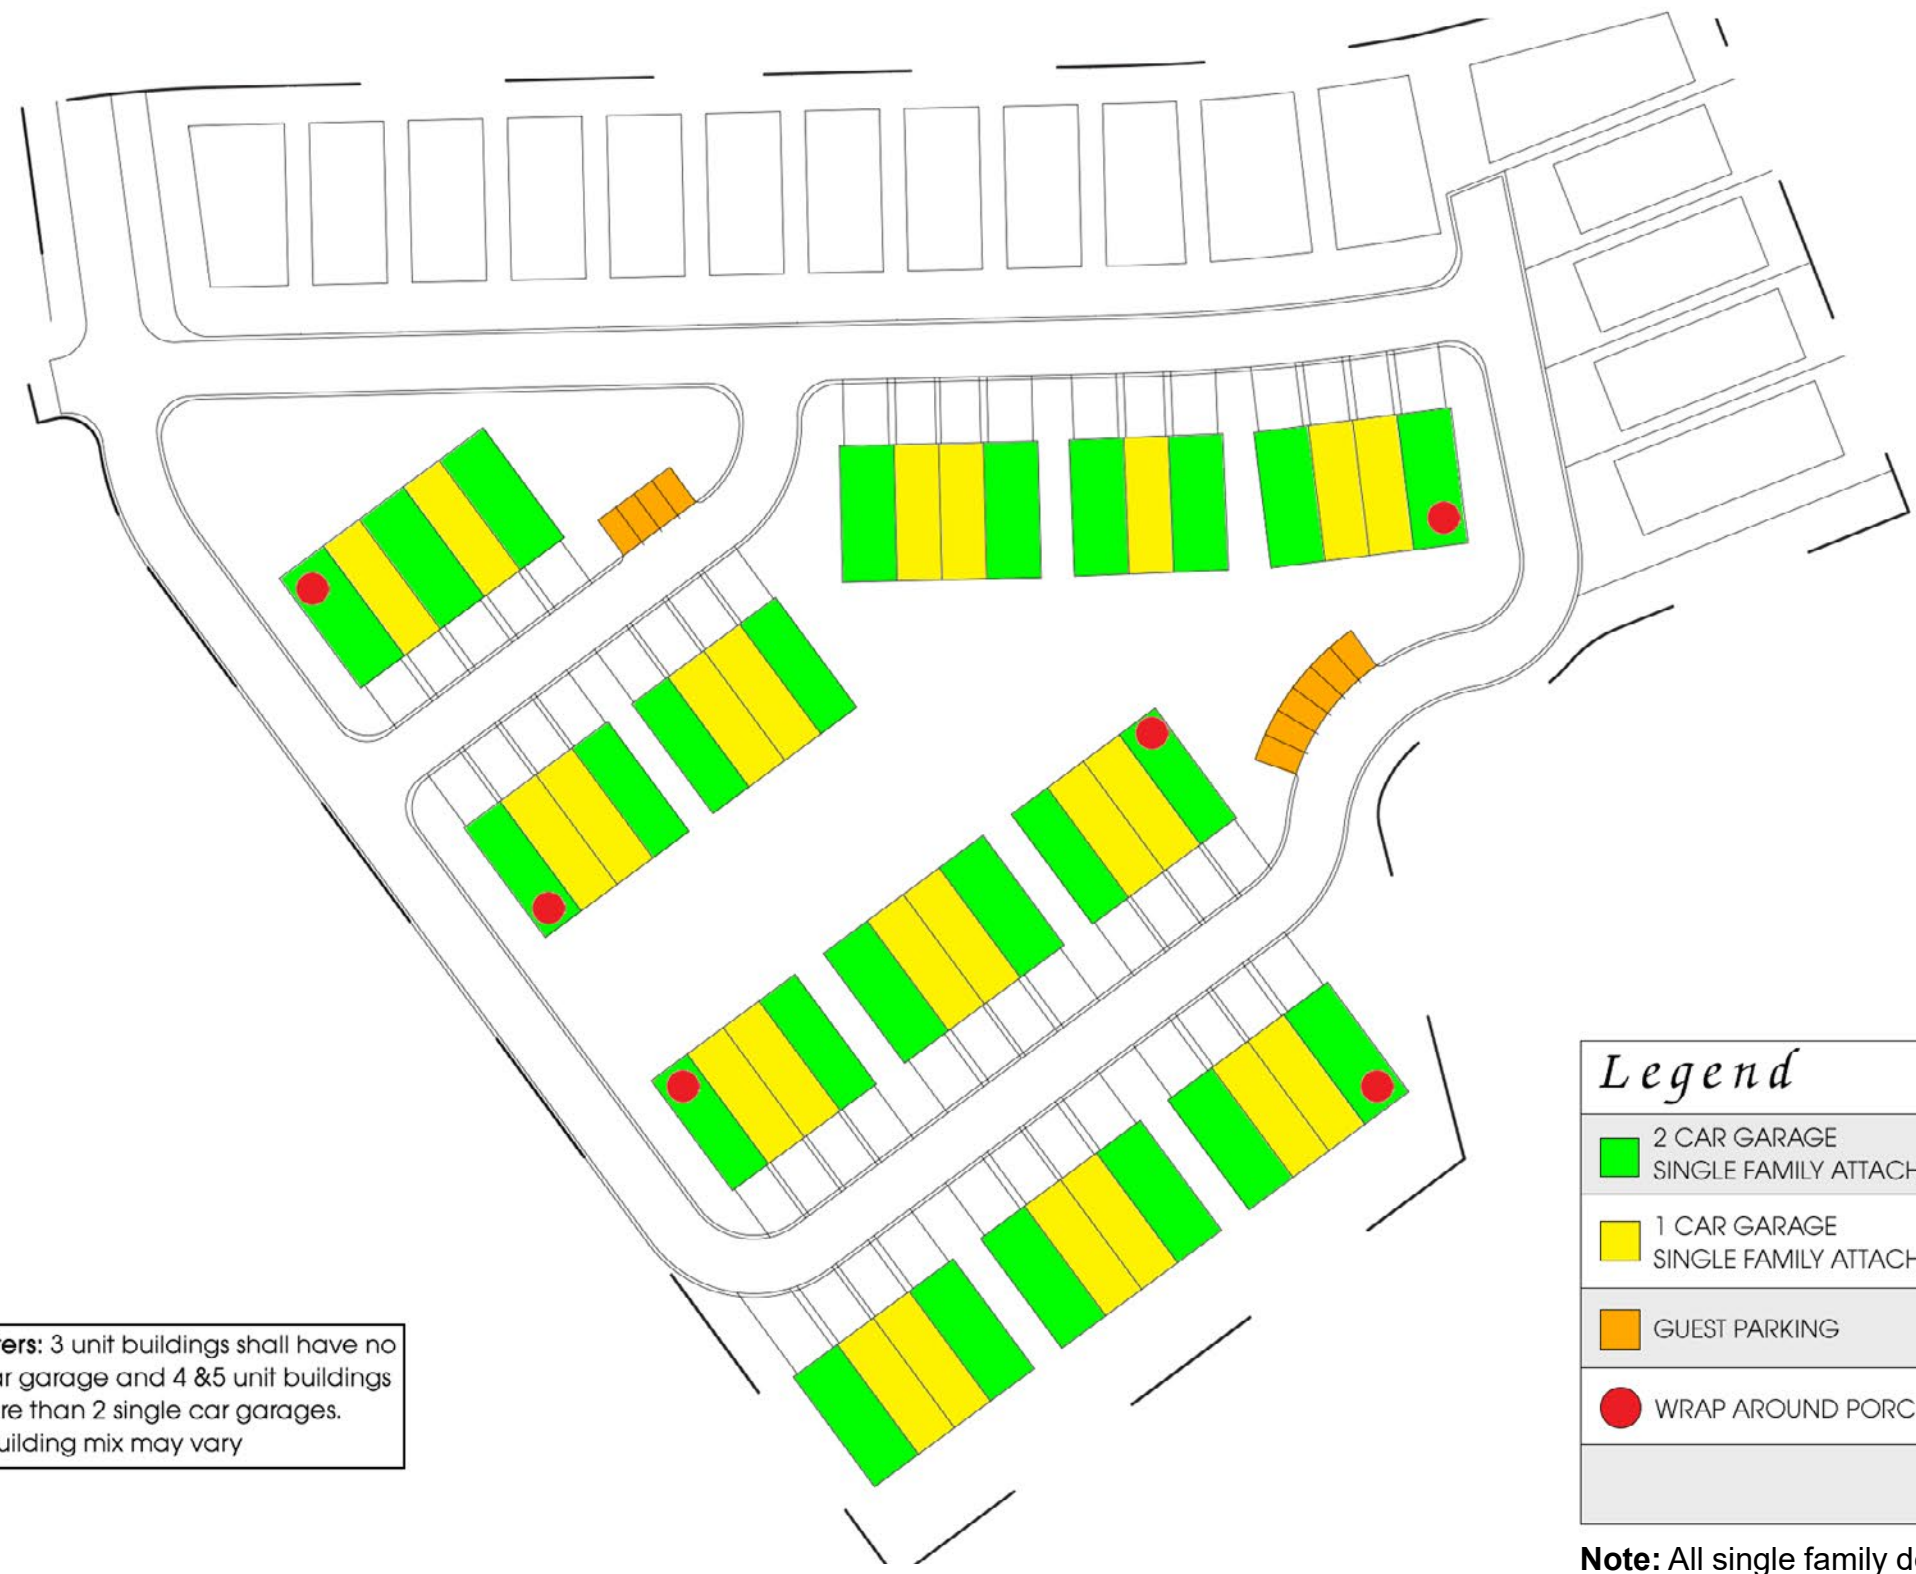 Legend
2 CAR GARAGE
SINGLE FAMILY ATTACH
1 CAR GARAGE
SINGLE FAMILY ATTACH
GUEST PARKING
WRAP AROUND PORC
ers: 3 unit buildings shall have no
ar garage and 4 &5 unit buildings
re than 2 single car garages.
uilding mix may vary
Note: All single family d